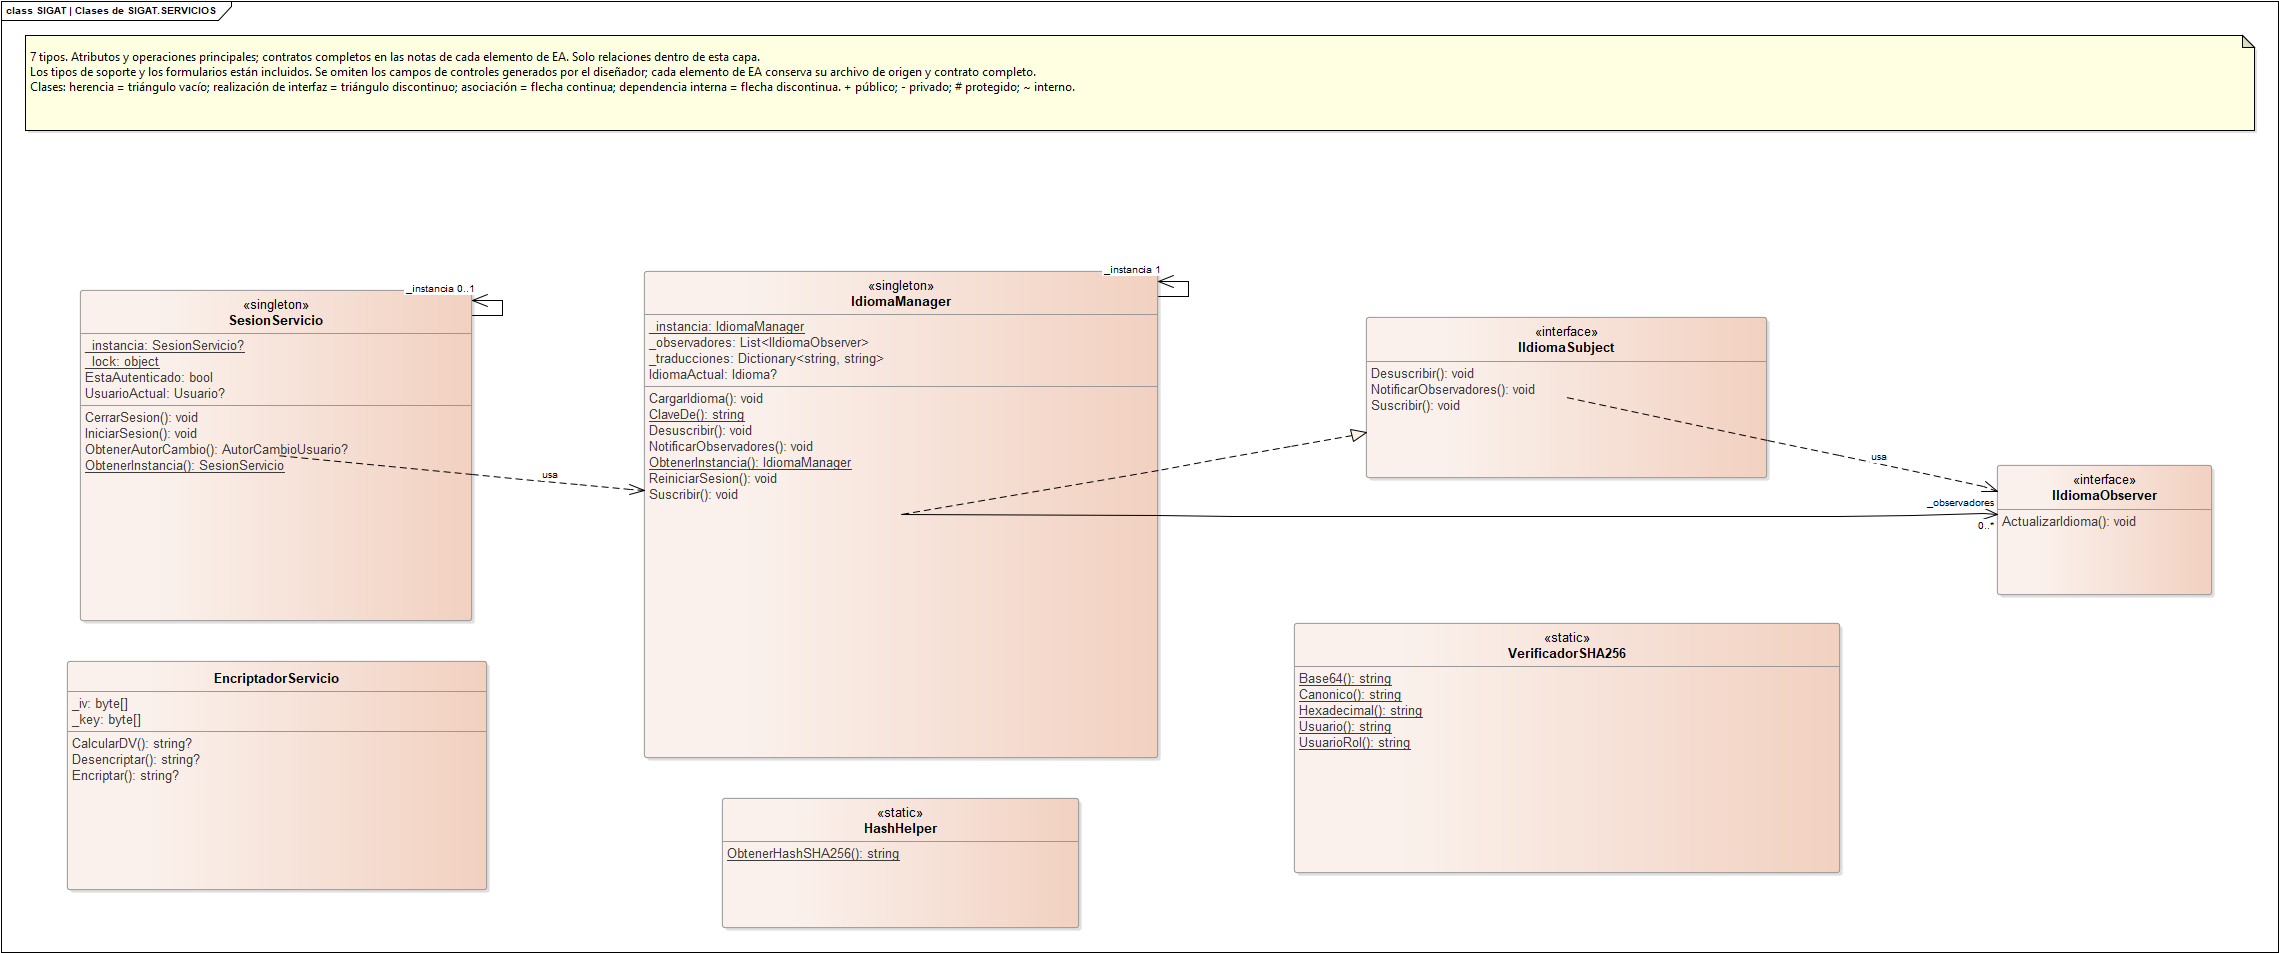 class SIGAT | Clases de SIGAT.SERVICIOS
7 tipos. Atributos y operaciones principales; contratos completos en las notas de cada elemento de EA. Solo relaciones dentro de esta capa.
Los tipos de soporte y los formularios están incluidos. Se omiten los campos de controles generados por el diseñador; cada elemento de EA conserva su archivo de origen y contrato completo.
Clases: herencia = triángulo vacío; realización de interfaz = triángulo discontinuo; asociación = flecha continua; dependencia interna = flecha discontinua. + público; - privado; # protegido; ~ interno.
_instancia 0..1
«singleton»
SesionServicio
_instancia: SesionServicio?
_lock: object
EstaAutenticado: bool
UsuarioActual: Usuario?
CerrarSesion(): void
IniciarSesion(): void
ObtenerAutorCambio(): AutorCambioUsuario?
ObtenerInstancia(): SesionServicio
usa
_instancia 1
«singleton»
IdiomaManager
_instancia: IdiomaManager
_observadores: List<IIdiomaObserver>
_traducciones: Dictionary<string, string>
IdiomaActual: Idioma?
CargarIdioma(): void
ClaveDe(): string
Desuscribir(): void
NotificarObservadores(): void
ObtenerInstancia(): IdiomaManager
ReiniciarSesion(): void
Suscribir(): void
«interface»
IIdiomaSubject
Desuscribir(): void
NotificarObservadores(): void
Suscribir(): void
usa
_observadores
0..*
«interface»
IIdiomaObserver
ActualizarIdioma(): void
EncriptadorServicio
_iv: byte[]
_key: byte[]
CalcularDV(): string?
Desencriptar(): string?
Encriptar(): string?
«static»
HashHelper
ObtenerHashSHA256(): string
«static»
VerificadorSHA256
Base64(): string
Canonico(): string
Hexadecimal(): string
Usuario(): string
UsuarioRol(): string